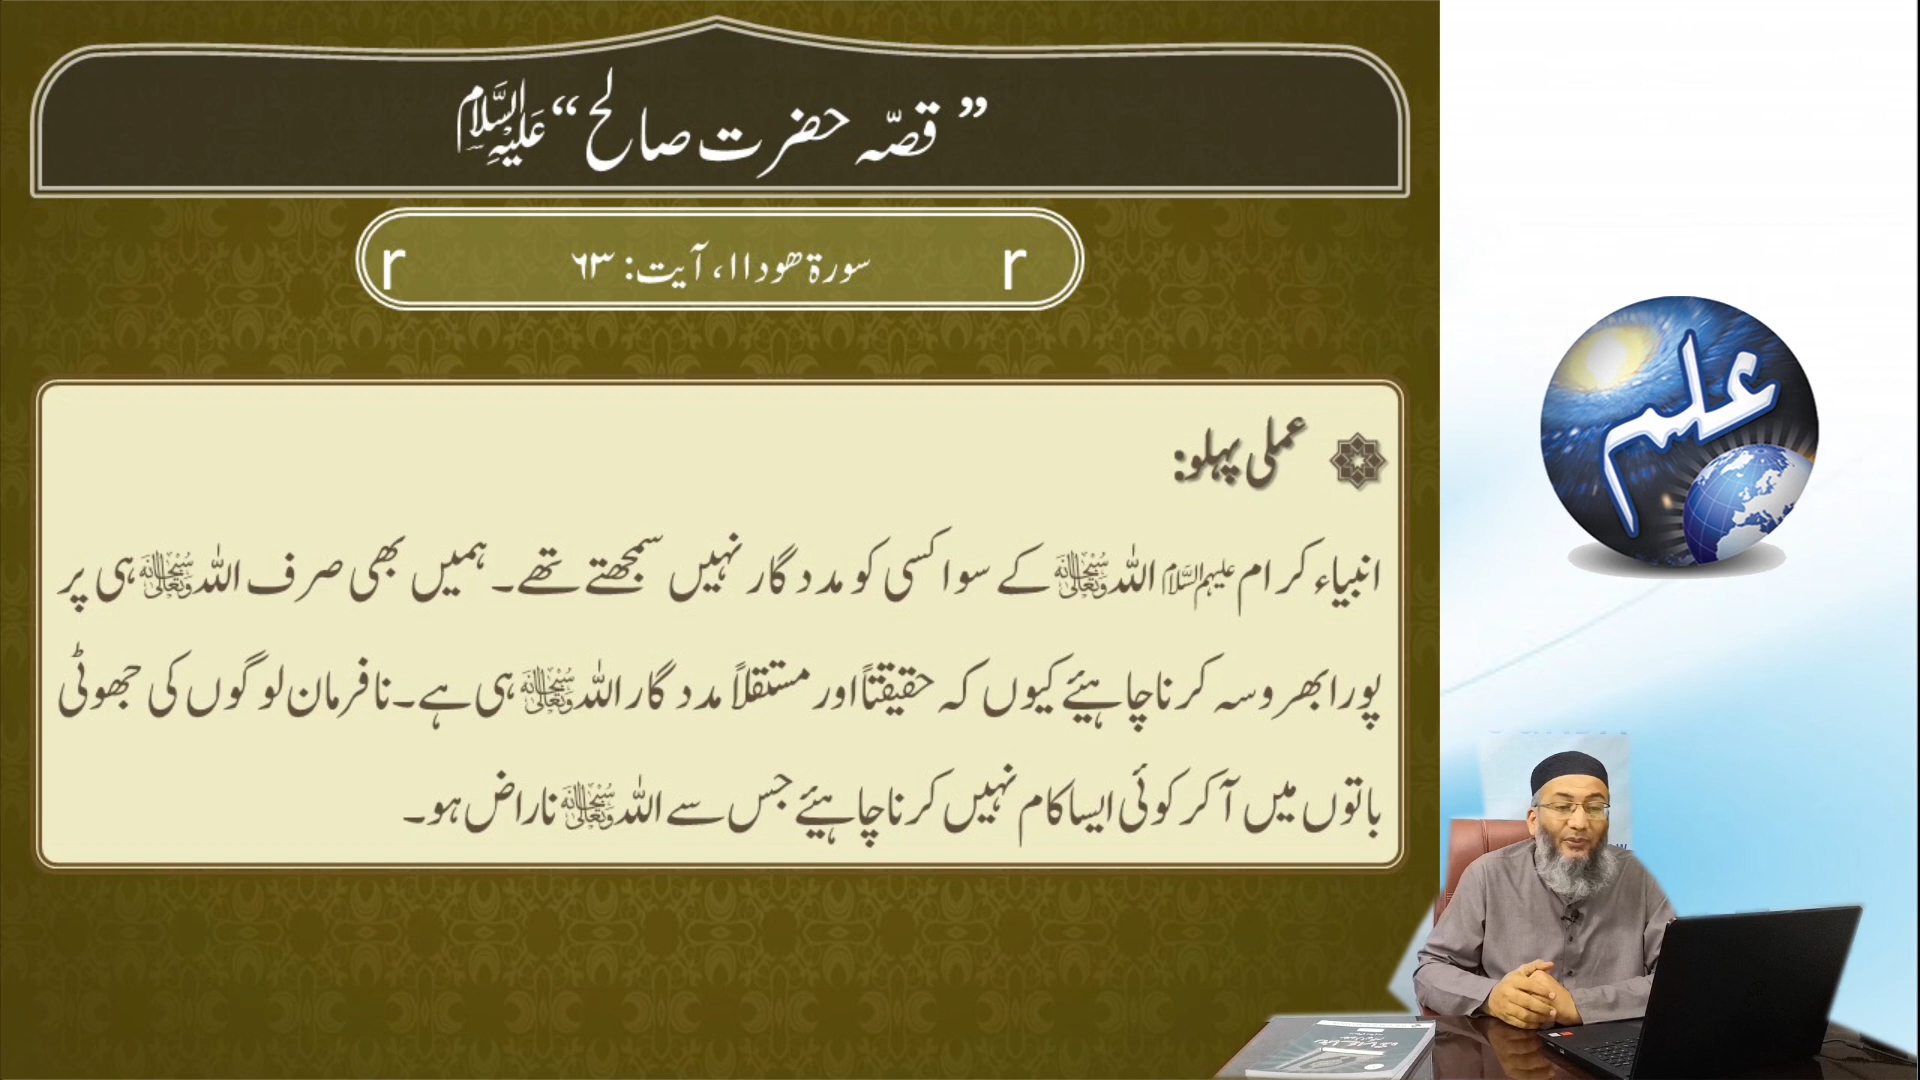 ”قصّہ حضرت صالح“ علیہ السلام
r سورۃ ھود ۱۱، آیت: ۶۳ r
عملی پہلو:
انبیاء کرام علیہم السلام اللہ سبحانہ وتعالیٰ کے سوا کسی کو مددگار نہیں سمجھتے تھے۔ ہمیں بھی صرف اللہ سبحانہ وتعالیٰ ہی پر
پورا بھروسہ کرنا چاہیئے کیوں کہ حقیقتاً اور مستقلاً مددگار اللہ سبحانہ وتعالیٰ ہی ہے۔ نافرمان لوگوں کی جھوٹی
باتوں میں آکر کوئی ایسا کام نہیں کرنا چاہیئے جس سے اللہ سبحانہ وتعالیٰ ناراض ہو۔
علم